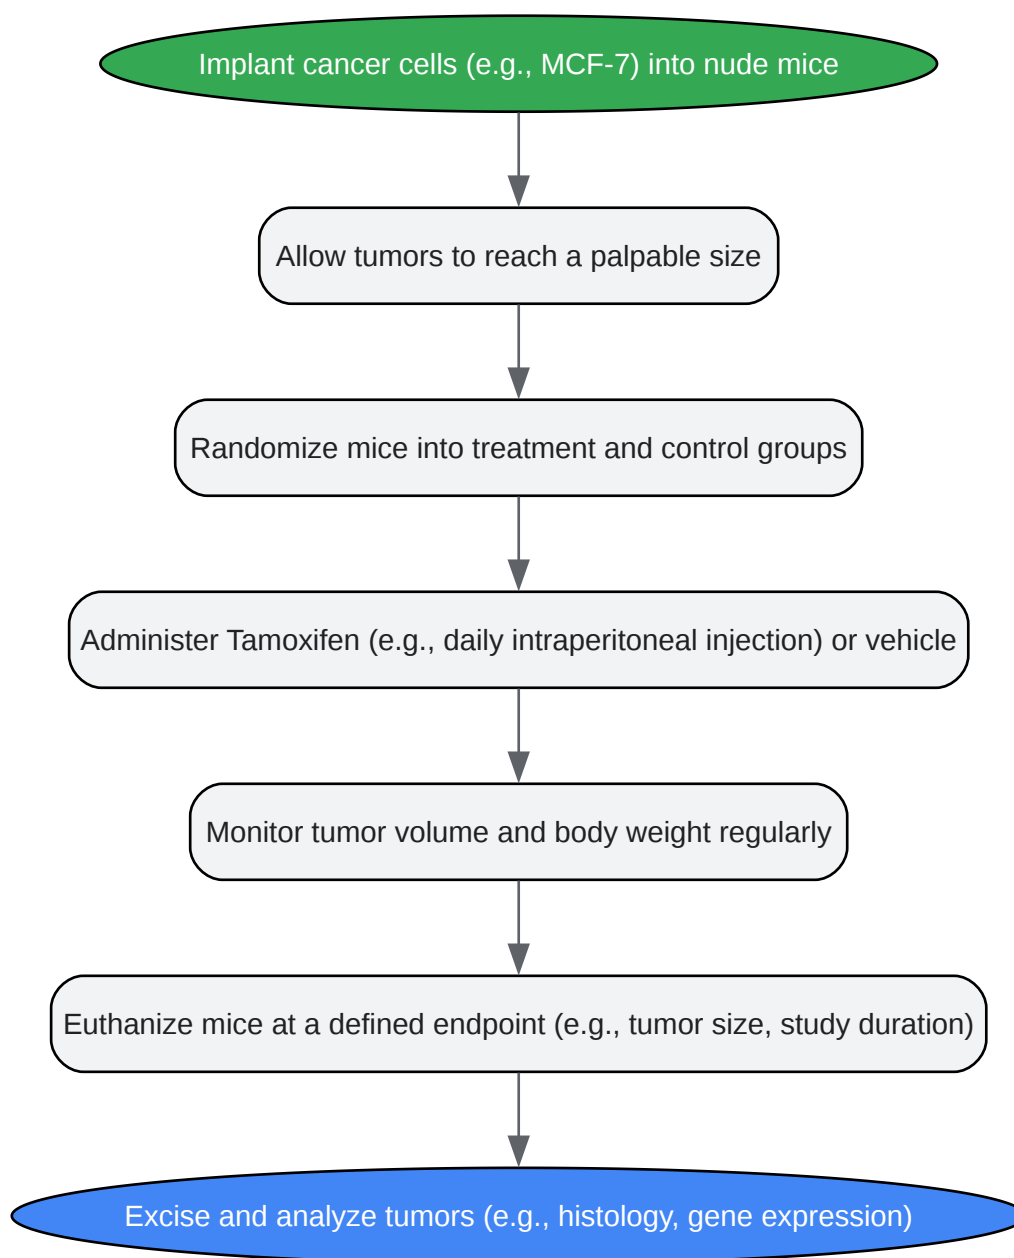 Implant cancer cells (e.g., MCF-7) into nude mice
Allow tumors to reach a palpable size
Randomize mice into treatment and control groups
Administer Tamoxifen (e.g., daily intraperitoneal injection) or vehicle
Monitor tumor volume and body weight regularly
Euthanize mice at a defined endpoint (e.g., tumor size, study duration)
Excise and analyze tumors (e.g., histology, gene expression)